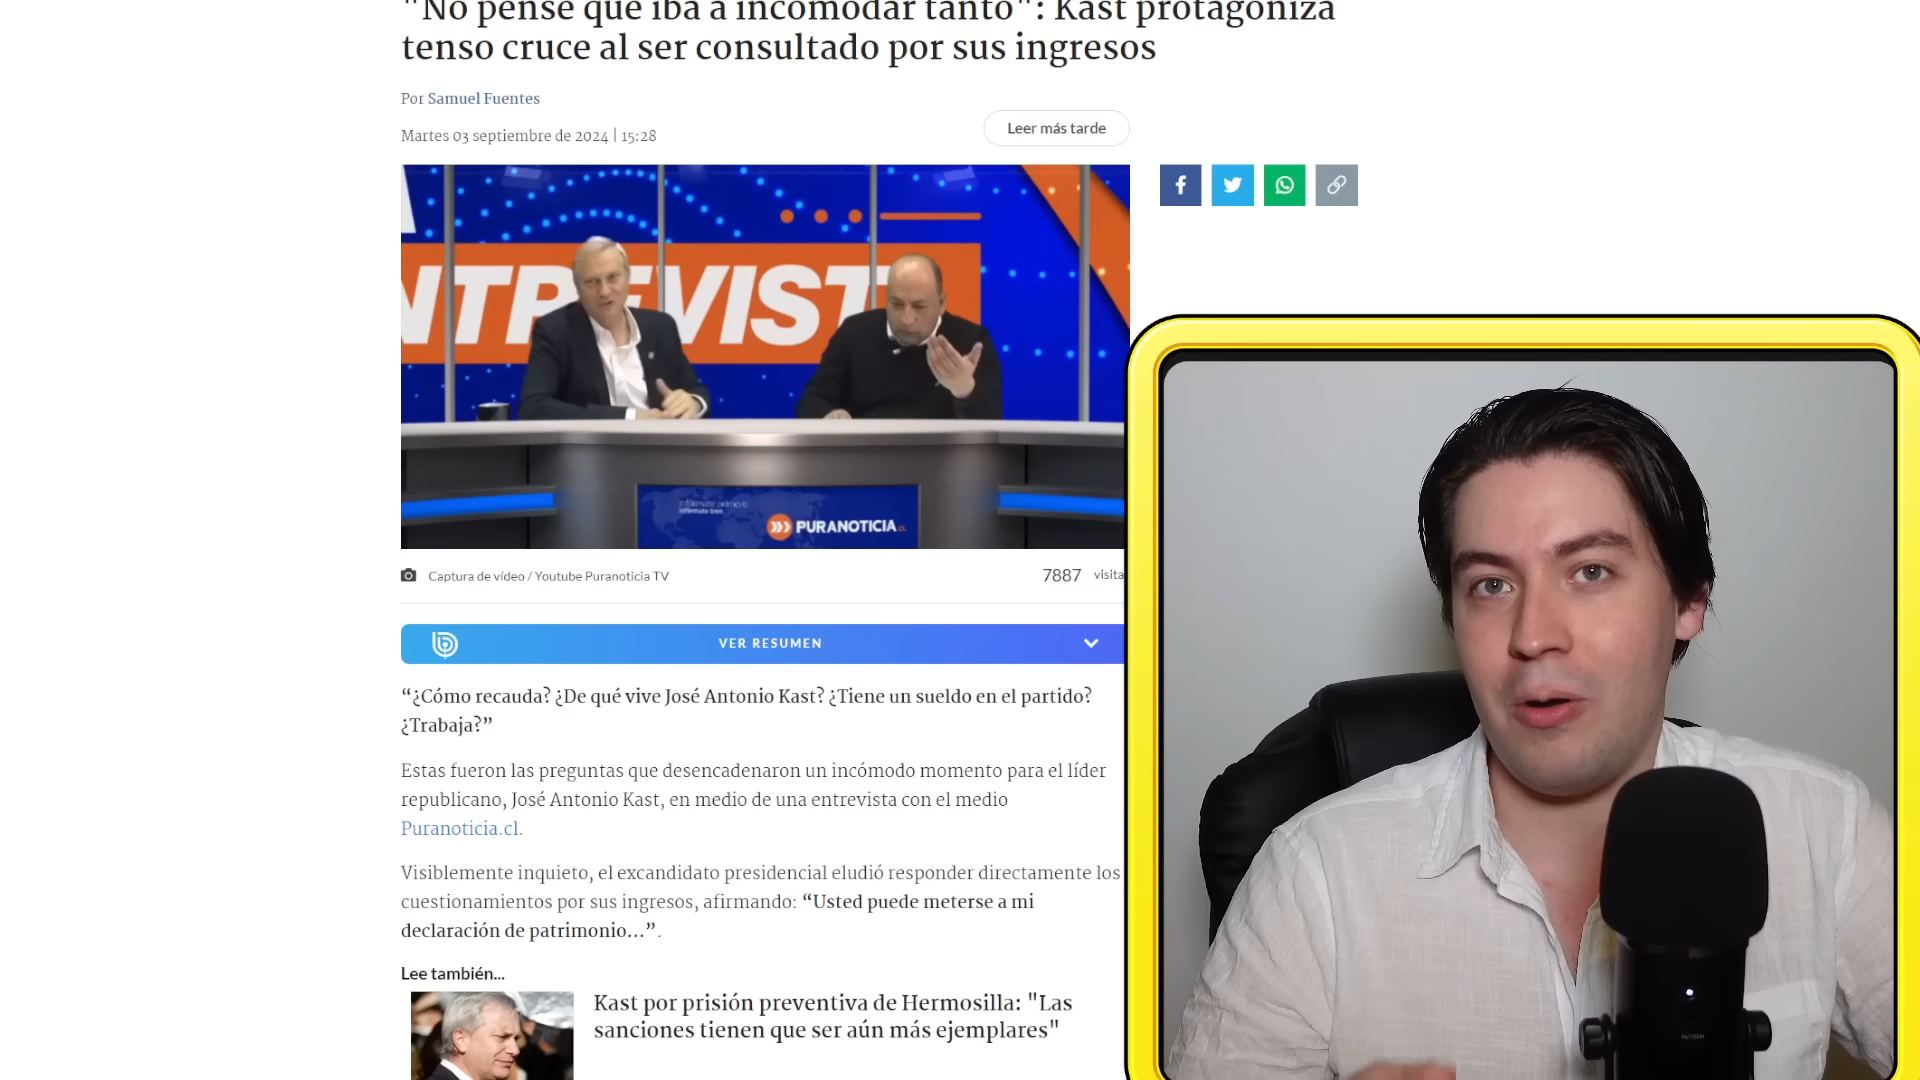 "No pensé que iba a incomodar tanto": Kast protagoniza
tenso cruce al ser consultado por sus ingresos
Por Samuel Fuentes
Martes 03 septiembre de 2024 | 15:28
Leer más tarde
NTREVIST
PURANOTICIA.CL
Captura de vídeo / Youtube Puranoticia TV
7887 visita
VER RESUMEN
“¿Cómo recauda? ¿De qué vive José Antonio Kast? ¿Tiene un sueldo en el partido?
¿Trabaja?”
Estas fueron las preguntas que desencadenaron un incómodo momento para el líder
republicano, José Antonio Kast, en medio de una entrevista con el medio
Puranoticia.cl.
Visiblemente inquieto, el excandidato presidencial eludió responder directamente los
cuestionamientos por sus ingresos, afirmando: “Usted puede meterse a mi
declaración de patrimonio...”.
Lee también...
Kast por prisión preventiva de Hermosilla: "Las
sanciones tienen que ser aún más ejemplares"